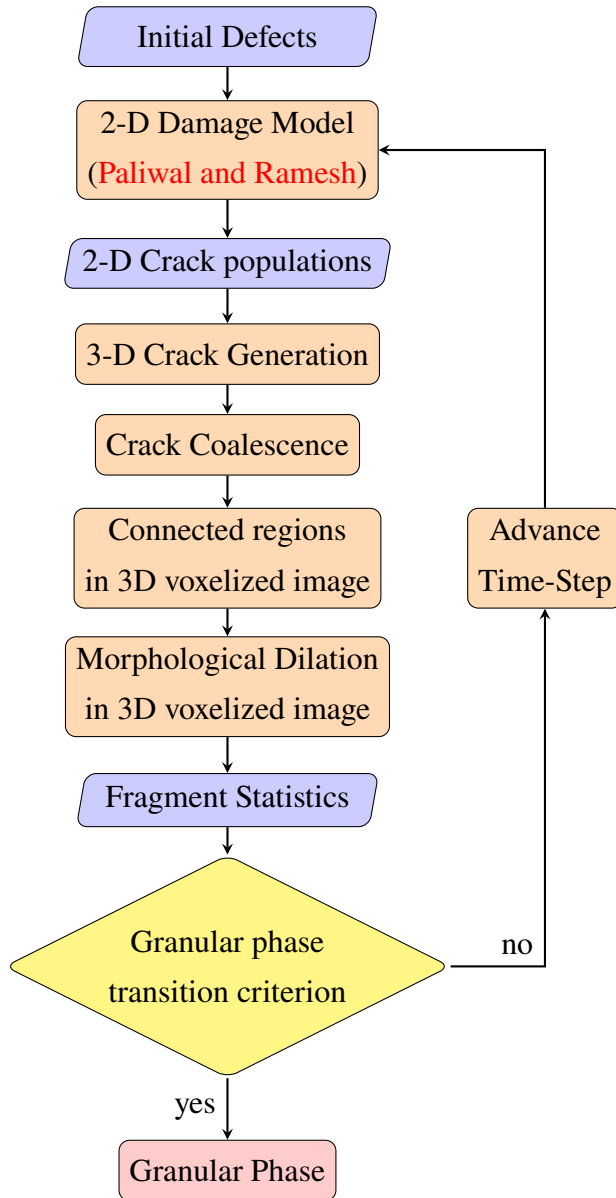 Initial Defects
2-D Damage Model
(Paliwal and Ramesh)
2-D Crack populations
3-D Crack Generation
Crack Coalescence
Connected regions
in 3D voxelized image
Advance
Time-Step
Morphological Dilation
in 3D voxelized image
Fragment Statistics
Granular phase
transition criterion
no
yes
Granular Phase